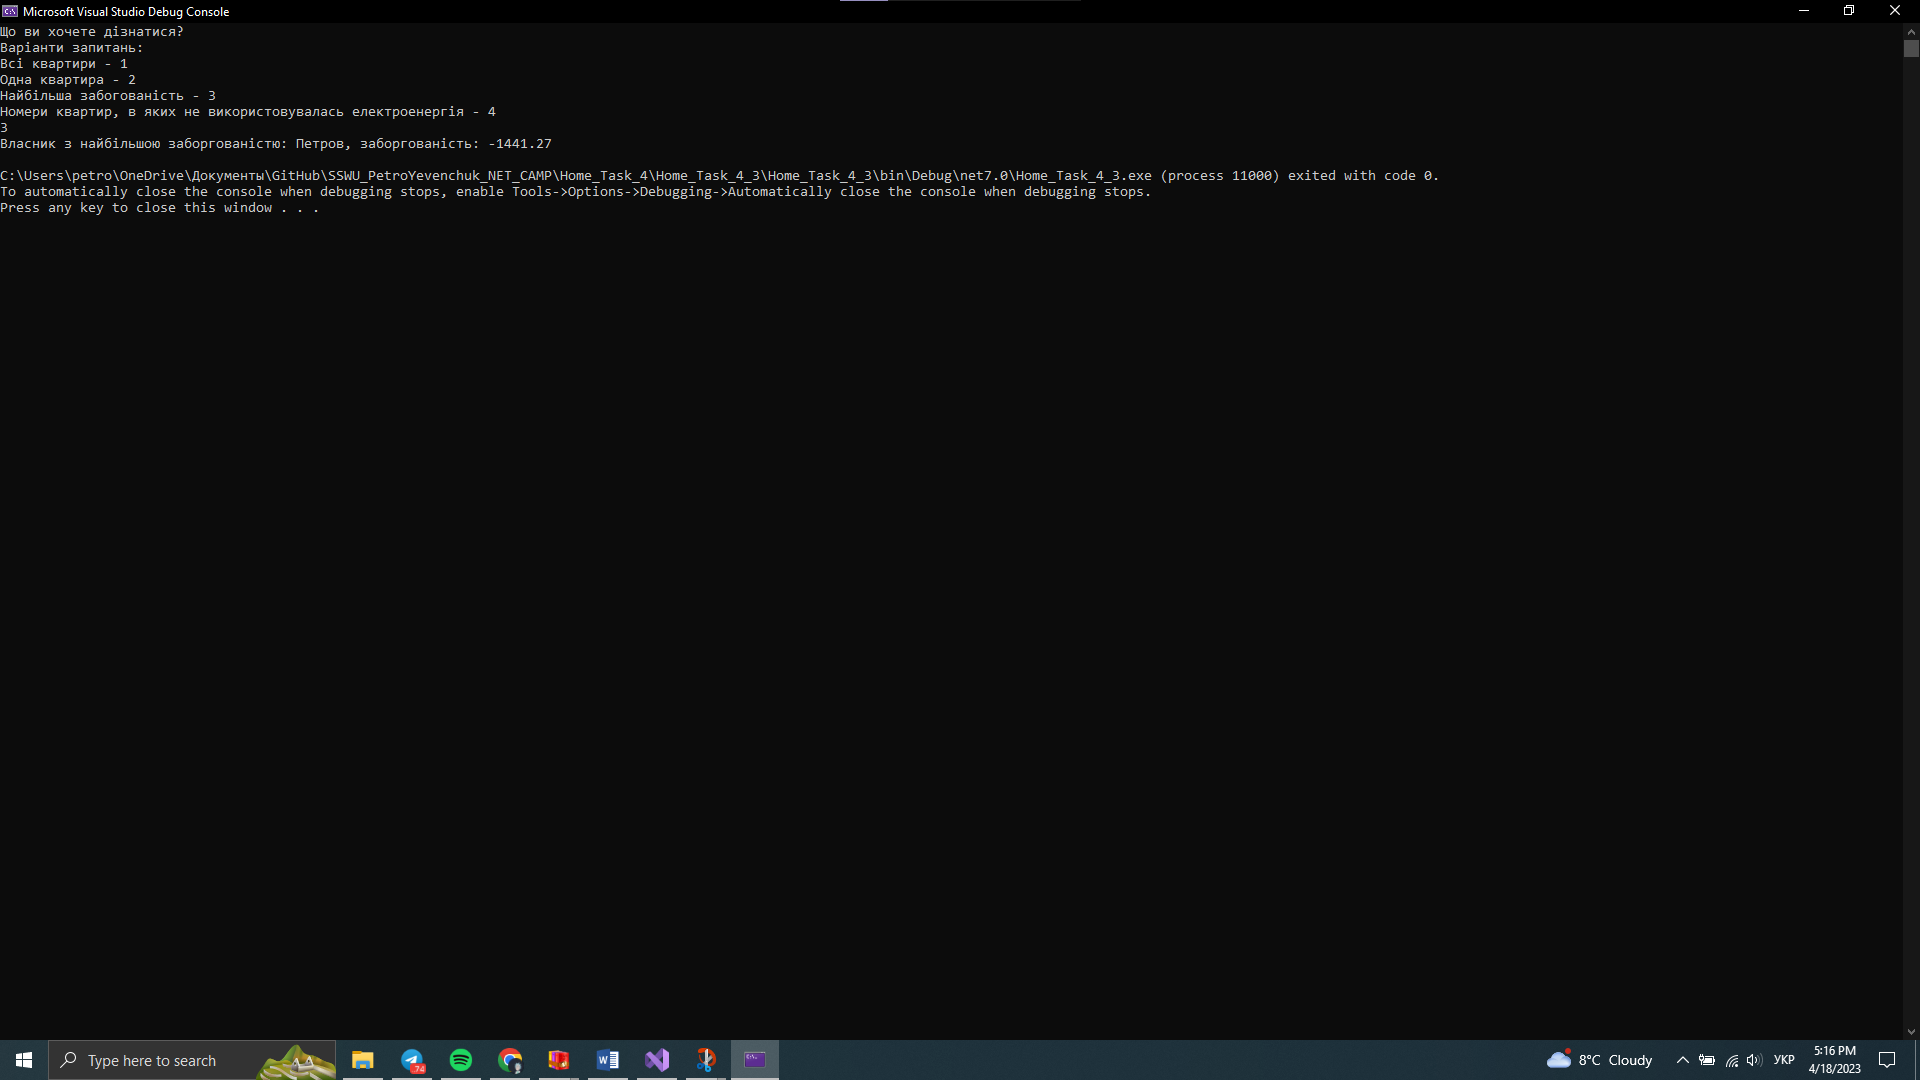 Microsoft Visual Studio Debug Console
Що ви хочете дізнатися?
Варіанти запитань:
Всі квартири - 1
Одна квартира - 2
Найбільша забогованість - 3
Номери квартир, в яких не використовувалась електроенергія - 4
3
Власник з найбільшою заборгованістю: Петров, заборгованість: -1441.27
C:\Users\petro\OneDrive\Документы\GitHub\SSWU_PetroYevenchuk_NET_CAMP\Home_Task_4\Home_Task_4_3\Home_Task_4_3\bin\Debug\net7.0\Home_Task_4_3.exe (process 11000) exited with code 0.
To automatically close the console when debugging stops, enable Tools->Options->Debugging->Automatically close the console when debugging stops.
Press any key to close this window . . .
Type here to search
74
8°C Cloudy
УКР
5:16 PM
4/18/2023